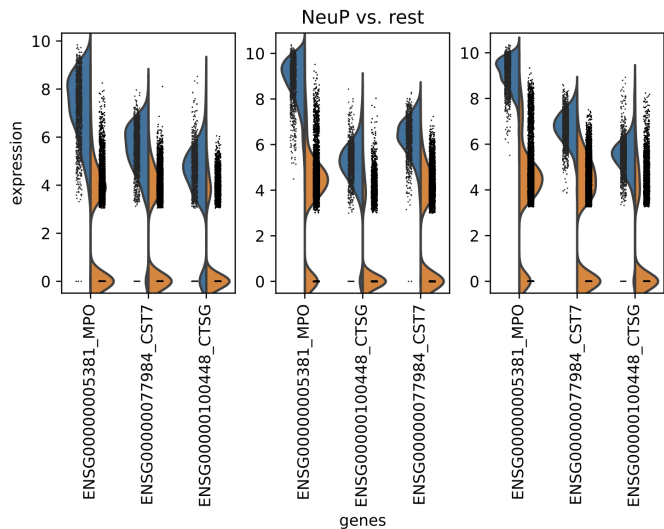 NeuP vs. rest
expression
10
8
6
4
2
0
ENSG00000005381_MPO
ENSG00000077984_CST7
ENSG00000100448_CTSG
10
8
6
4
2
0
ENSG00000005381_MPO
ENSG00000100448_CTSG
ENSG00000077984_CST7
10
8
6
4
2
0
ENSG00000005381_MPO
ENSG00000077984_CST7
ENSG00000100448_CTSG
genes